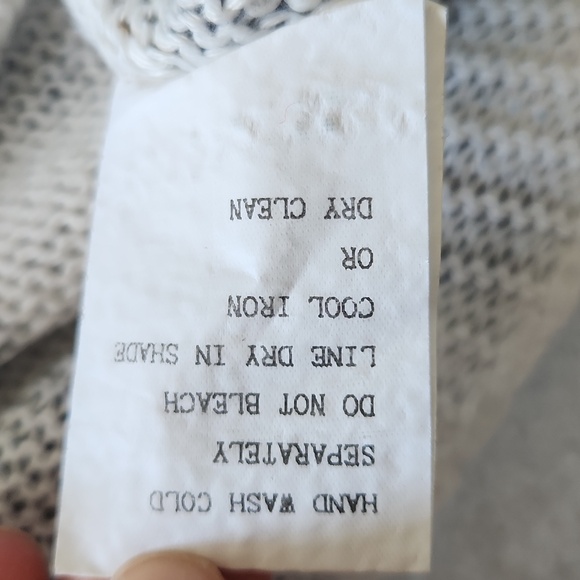 HAND WASH COLD
SEPARATELY
DO NOT BLEACH
LINE DRY IN SHADE
COOL IRON
OR
DRY CLEAN